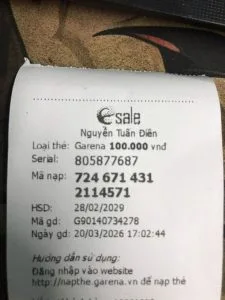 esale
Nguyễn Tuấn Điền
Loại thẻ: Garena 100.000 vnđ
Serial: 805877687
Mã nạp: 724 671 431
2114571
HSD: 28/02/2029
Mã gd: G90140734278
Ngày gd: 20/03/2026 17:02:44
Hướng dẫn sử dụng:
Đăng nhập vào website
http://napthe.garena.vn để nạp thẻ